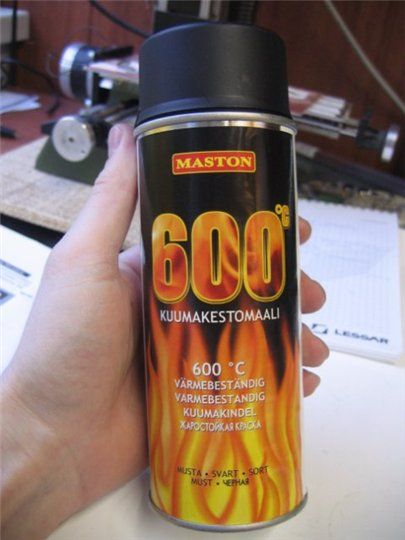 MASTON
600°C
KUUMAKESTOMAALI
600 °C
VÄRMEBESTÄNDIG
VARMEBESTANDIG
KUUMAKINDEL
ЖАРОСТОЙКАЯ КРАСКА
MUSTA • SVART • SORT
MUST • ЧЕРНАЯ
LESSAR